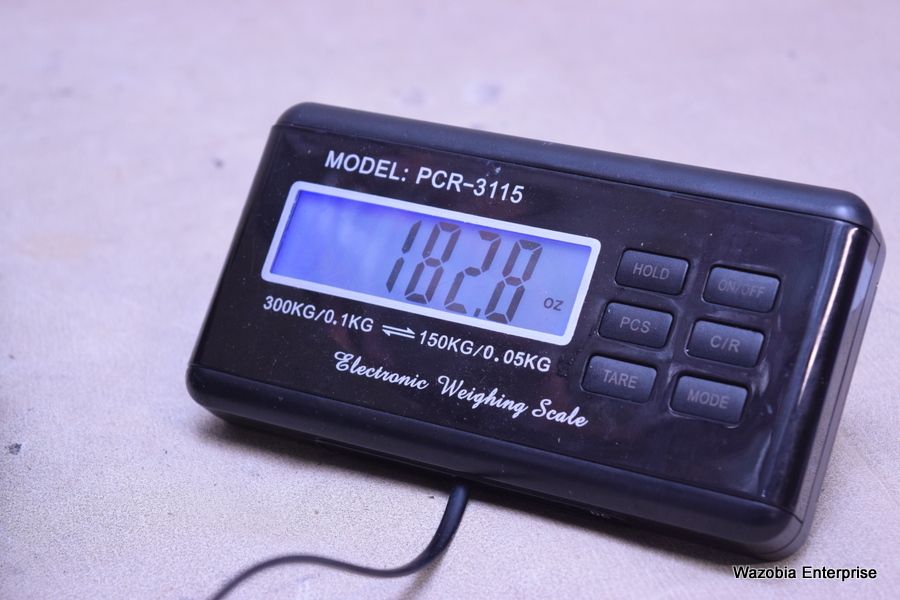 MODEL: PCR-3115
182.8 oz
300KG/0.1KG ⇌ 150KG/0.05KG
Electronic Weighing Scale
HOLD ON/OFF
PCS C/R
TARE MODE
Wazobia Enterprise